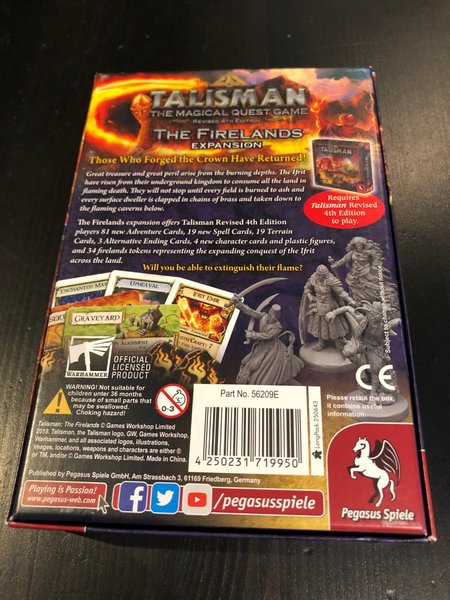 TALISMAN
THE MAGICAL QUEST GAME
REVISED 4TH EDITION
THE FIRELANDS
EXPANSION
Those Who Forged the Crown Have Returned!
Great treasure and great peril arise from the burning depths. The Ifrit
have risen from their underground kingdom to consume all the land in
flaming death. They will not stop until every field is burned to ash and
every surface dweller is clapped in chains of brass and taken down to
the flaming caverns below.
Requires
Talisman Revised
4th Edition
to play.
The Firelands expansion offers Talisman Revised 4th Edition
players 81 new Adventure Cards, 19 new Spell Cards, 19 Terrain
Cards, 3 Alternative Ending Cards, 4 new character cards and plastic figures,
and 34 firelands tokens representing the expanding conquest of the Ifrit
across the land.
Will you be able to extinguish their flame?
ENCHANTED
UPHEAVAL
IFRIT EMIR
GRAVEYARD
WARHAMMER
OFFICIAL
LICENSED
PRODUCT
WARNING! Not suitable for
children unter 36 months
because of small parts that
may be swallowed.
Choking hazard!
0-3
Part No. 56209E
4 250231 719950
LongPack 250643
CE
Please retain the box,
it contains useful
information.
Talisman: The Firelands © Games Workshop Limited
2019. Talisman, the Talisman logo, GW, Games Workshop,
Warhammer, and all associated logos, illustrations,
images, locations, weapons and characters are either ®
or TM, and/or © Games Workshop Limited. Made in China.
Published by Pegasus Spiele GmbH, Am Strassbach 3, 61169 Friedberg, Germany
Playing is Passion!
www.pegasus-web.com
/pegasusspiele
Pegasus Spiele